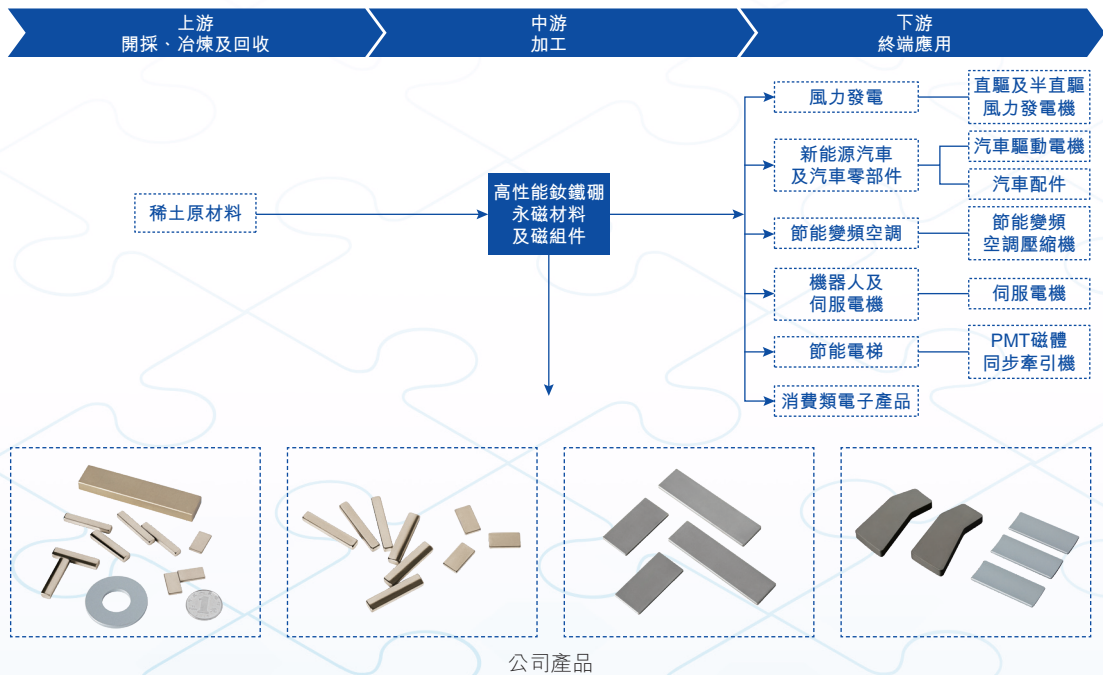 上游
開採、冶煉及回收
中游
加工
下游
終端應用
稀土原材料
高性能釹鐵硼
永磁材料
及磁組件
風力發電
直驅及半直驅
風力發電機
新能源汽車
及汽車零部件
汽車驅動電機
汽車配件
節能變頻空調
節能變頻
空調壓縮機
機器人及
伺服電機
伺服電機
節能電梯
PMT磁體
同步牽引機
消費類電子產品
公司產品